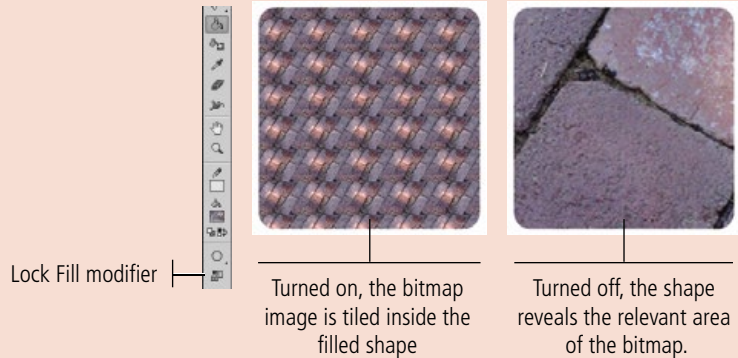 Lock Fill modifier
Turned on, the bitmap
image is tiled inside the
filled shape
Turned off, the shape
reveals the relevant area
of the bitmap.